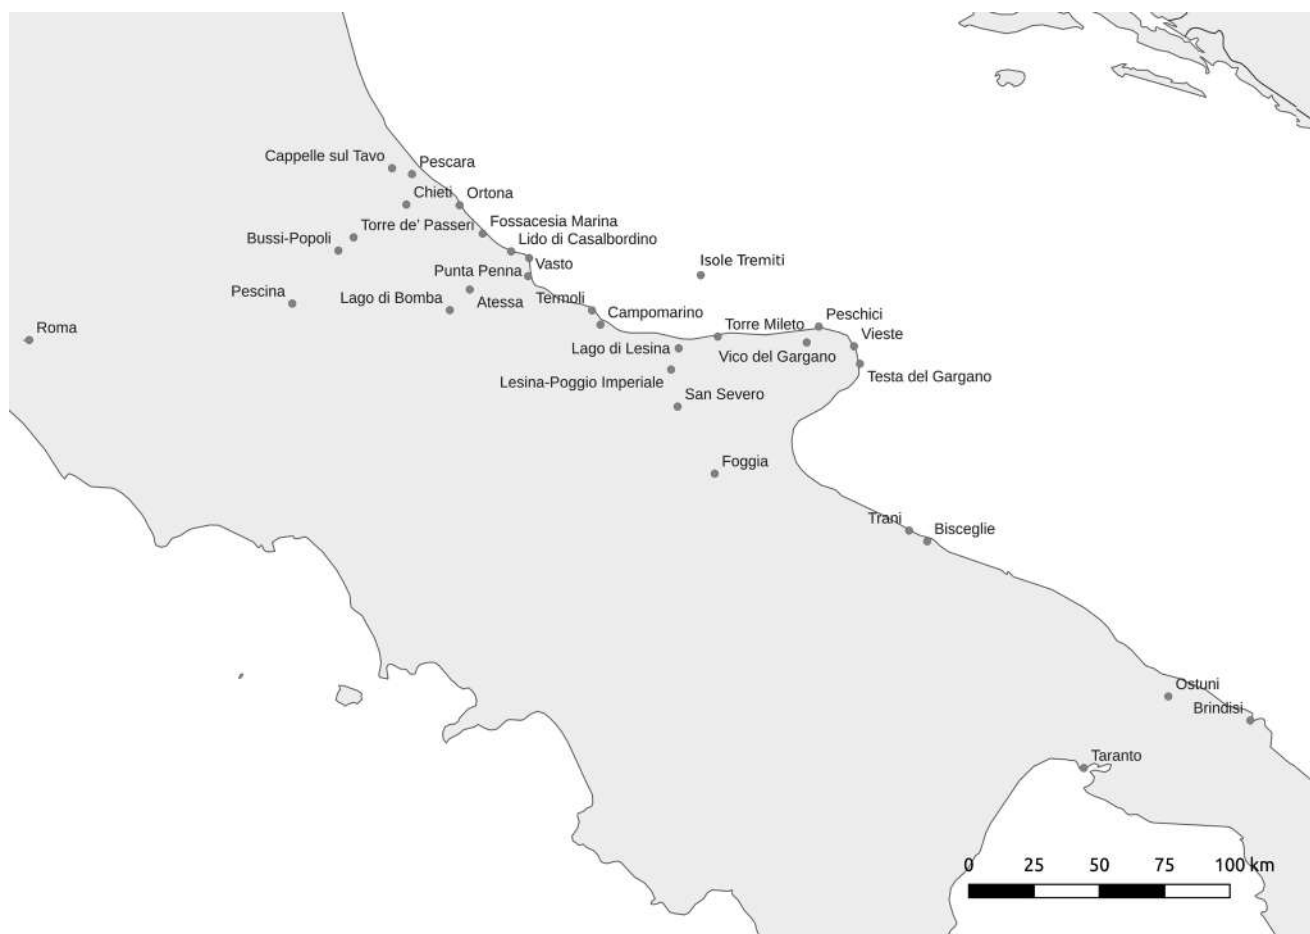 Cappelle sul Tavo
Pescara
Chieti
Ortona
Torre de' Passeri
Fossacesia Marina
Bussi-Popoli
Lido di Casalbordino
Isole Tremiti
Vasto
Punta Penna
Pescina
Lago di Bomba
Atessa
Termoli
Campomarino
Peschici
Roma
Torre Mileto
Vieste
Lago di Lesina
Vico del Gargano
Testa del Gargano
Lesina-Poggio Imperiale
San Severo
Foggia
Trani
Bisceglie
Ostuni
Brindisi
Taranto
0 25 50 75 100 km